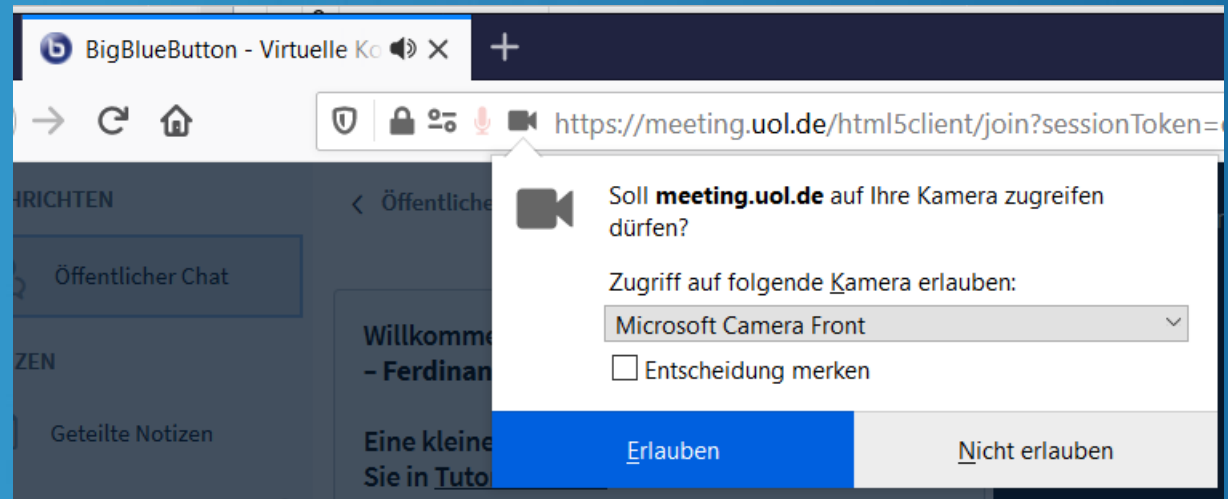 BigBlueButton - Virtuelle Ko
https://meeting.uol.de/html5client/join?sessionToken=
HRICHTEN
Öffentliche
Öffentlicher Chat
ZEN
Geteilte Notizen
Willkomme
– Ferdinan
Eine kleine
Sie in Tuto
Soll meeting.uol.de auf Ihre Kamera zugreifen
dürfen?
Zugriff auf folgende Kamera erlauben:
Microsoft Camera Front
Entscheidung merken
Erlauben
Nicht erlauben